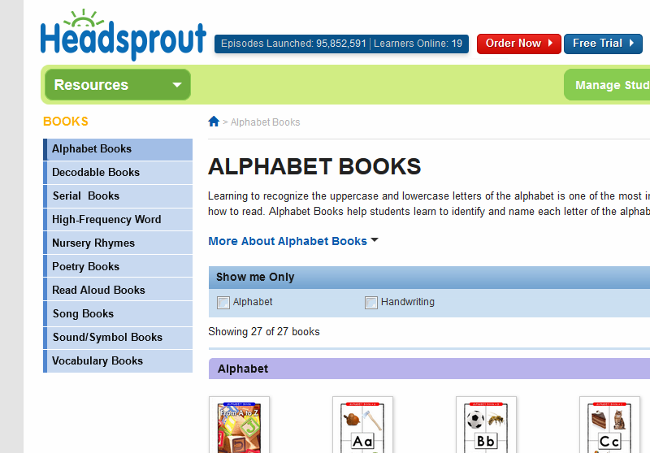 Headsprout
Episodes Launched: 95,852,591 | Learners Online: 19
Order Now
Free Trial
Resources
Manage Stud
BOOKS
> Alphabet Books
Alphabet Books
Decodable Books
Serial Books
High-Frequency Word
Nursery Rhymes
Poetry Books
Read Aloud Books
Song Books
Sound/Symbol Books
Vocabulary Books
ALPHABET BOOKS
Learning to recognize the uppercase and lowercase letters of the alphabet is one of the most i
how to read. Alphabet Books help students learn to identify and name each letter of the alphab
More About Alphabet Books
Show me Only
Alphabet
Handwriting
Showing 27 of 27 books
Alphabet
From A to Z
Aa
Bb
Cc